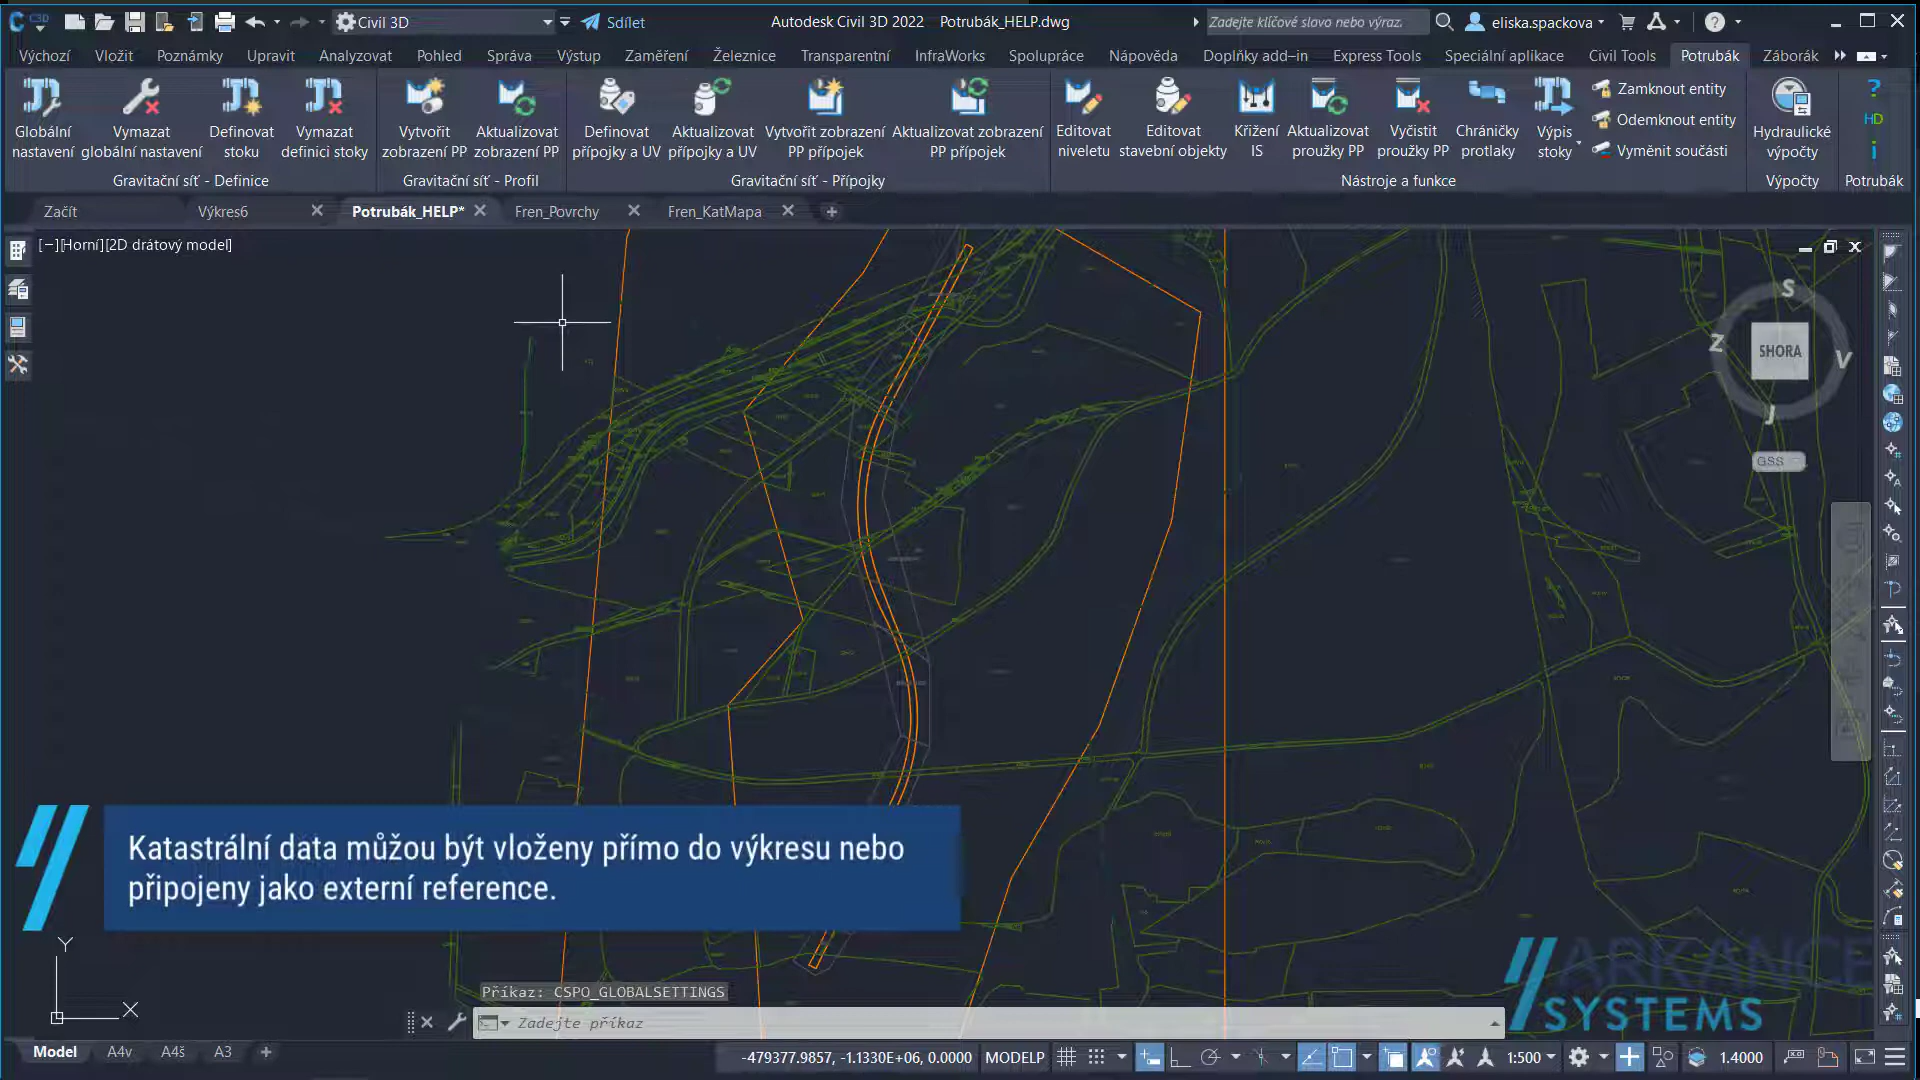 Civil 3D
Sdílet
Autodesk Civil 3D 2022 Potrubák_HELP.dwg
Zadejte klíčové slovo nebo výraz.
eliska.spackova
Výchozí Vložit Poznámky Upravit Analyzovat Pohled Správa Výstup Zaměření Železnice Transparentní InfraWorks Spolupráce Nápověda Doplňky add–in Express Tools Speciální aplikace Civil Tools Potrubák Záborák
Globální nastavení
Vymazat globální nastavení
Definovat stoku
Vymazat definici stoky
Gravitační síť - Definice
Vytvořit zobrazení PP
Aktualizovat zobrazení PP
Gravitační síť - Profil
Definovat přípojky a UV
Aktualizovat přípojky a UV
Vytvořit zobrazení PP přípojek
Aktualizovat zobrazení PP přípojek
Gravitační síť - Přípojky
Editovat niveletu
Editovat stavební objekty
Křížení IS
Aktualizovat proužky PP
Vyčistit proužky PP
Chráničky protlaky
Výpis stoky
Zamknout entity
Odemknout entity
Vyměnit součásti
Nástroje a funkce
Hydraulické výpočty
Výpočty
HD
Potrubák
Začít Výkres6 Potrubák_HELP* Fren_Povrchy Fren_KatMapa
[−][Horní][2D drátový model]
S
Z
SHORA
V
J
GSS
Katastrální data můžou být vloženy přímo do výkresu nebo
připojeny jako externí reference.
Y
X
ARKANCE
SYSTEMS
Příkaz: CSPO_GLOBALSETTINGS
Zadejte příkaz
Model A4v A4š A3
-479377.9857, -1.1330E+06, 0.0000 MODELP 1:500 1.4000